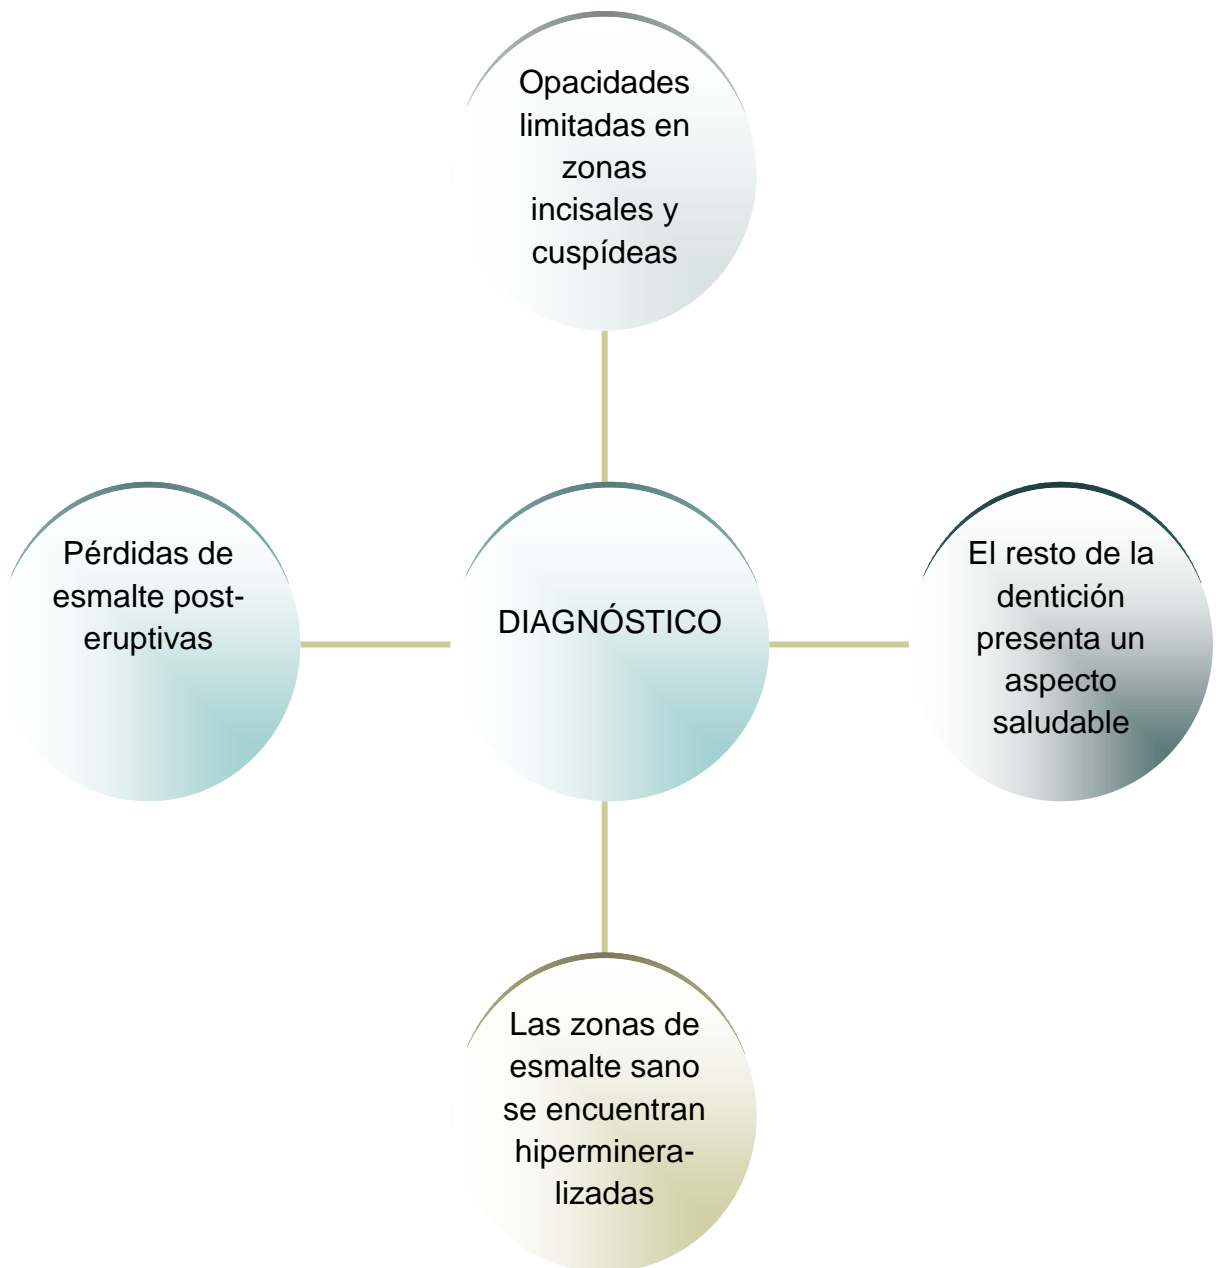 Opacidades
limitadas en
zonas
incisales y
cuspídeas
Pérdidas de
esmalte post-
eruptivas
DIAGNÓSTICO
El resto de la
dentición
presenta un
aspecto
saludable
Las zonas de
esmalte sano
se encuentran
hiperminera-
lizadas